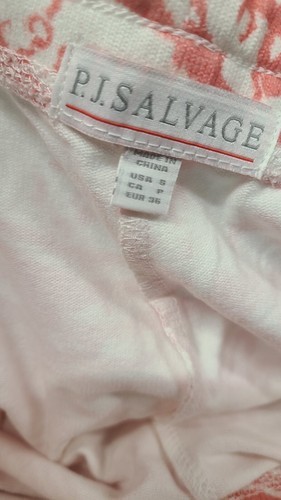 P.J.SALVAGE
MADE IN
CHINA
USA S
CA P
EUR 36